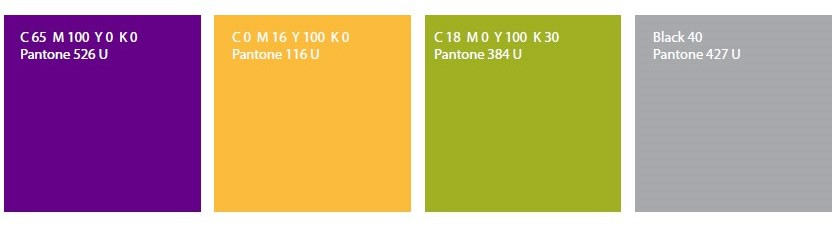 C 65 M 100 Y 0 K 0
Pantone 526 U
C 0 M 16 Y 100 K 0
Pantone 116 U
C 18 M 0 Y 100 K 30
Pantone 384 U
Black 40
Pantone 427 U